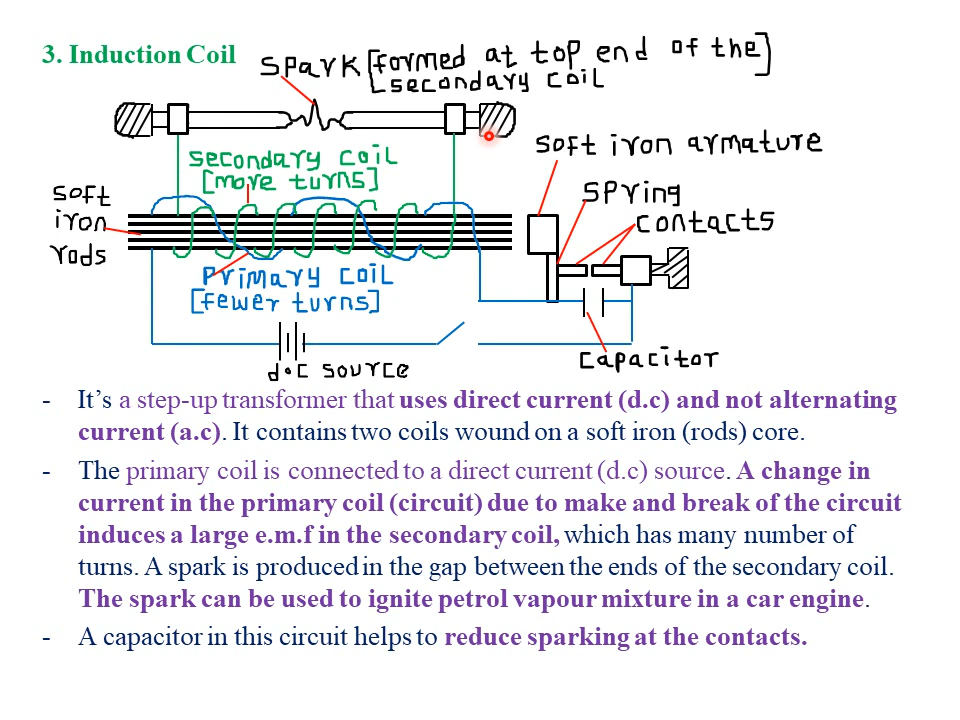 3. Induction Coil
Spark [formed at top end of the]
[secondary coil
secondary coil
[more turns]
soft
iron
rods
soft iron armature
spring
contacts
primary coil
[fewer turns]
d.c source
capacitor
- It’s a step-up transformer that uses direct current (d.c) and not alternating
current (a.c). It contains two coils wound on a soft iron (rods) core.
- The primary coil is connected to a direct current (d.c) source. A change in
current in the primary coil (circuit) due to make and break of the circuit
induces a large e.m.f in the secondary coil, which has many number of
turns. A spark is produced in the gap between the ends of the secondary coil.
The spark can be used to ignite petrol vapour mixture in a car engine.
- A capacitor in this circuit helps to reduce sparking at the contacts.